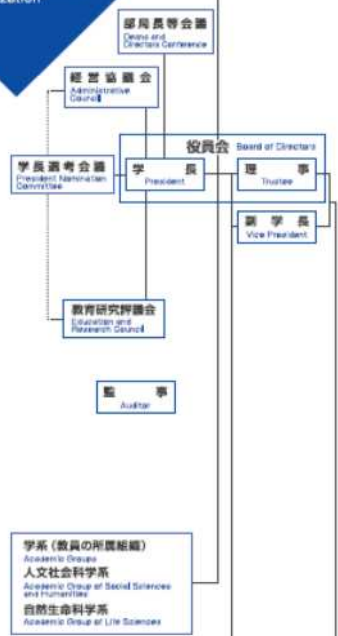 ization
部局長等会議
Deans and
Directors Conference
経営協議会
Administrative
Council
役員会 Board of Directors
学長選考会議
President Nomination
Committee
学長
President
理事
Trustee
副学長
Vice President
教育研究評議会
Education and
Research Council
監事
Auditor
学系(教員の所属組織)
Academic Groups
人文社会科学系
Academic Group of Social Sciences
and Humanities
自然生命科学系
Academic Group of Life Sciences